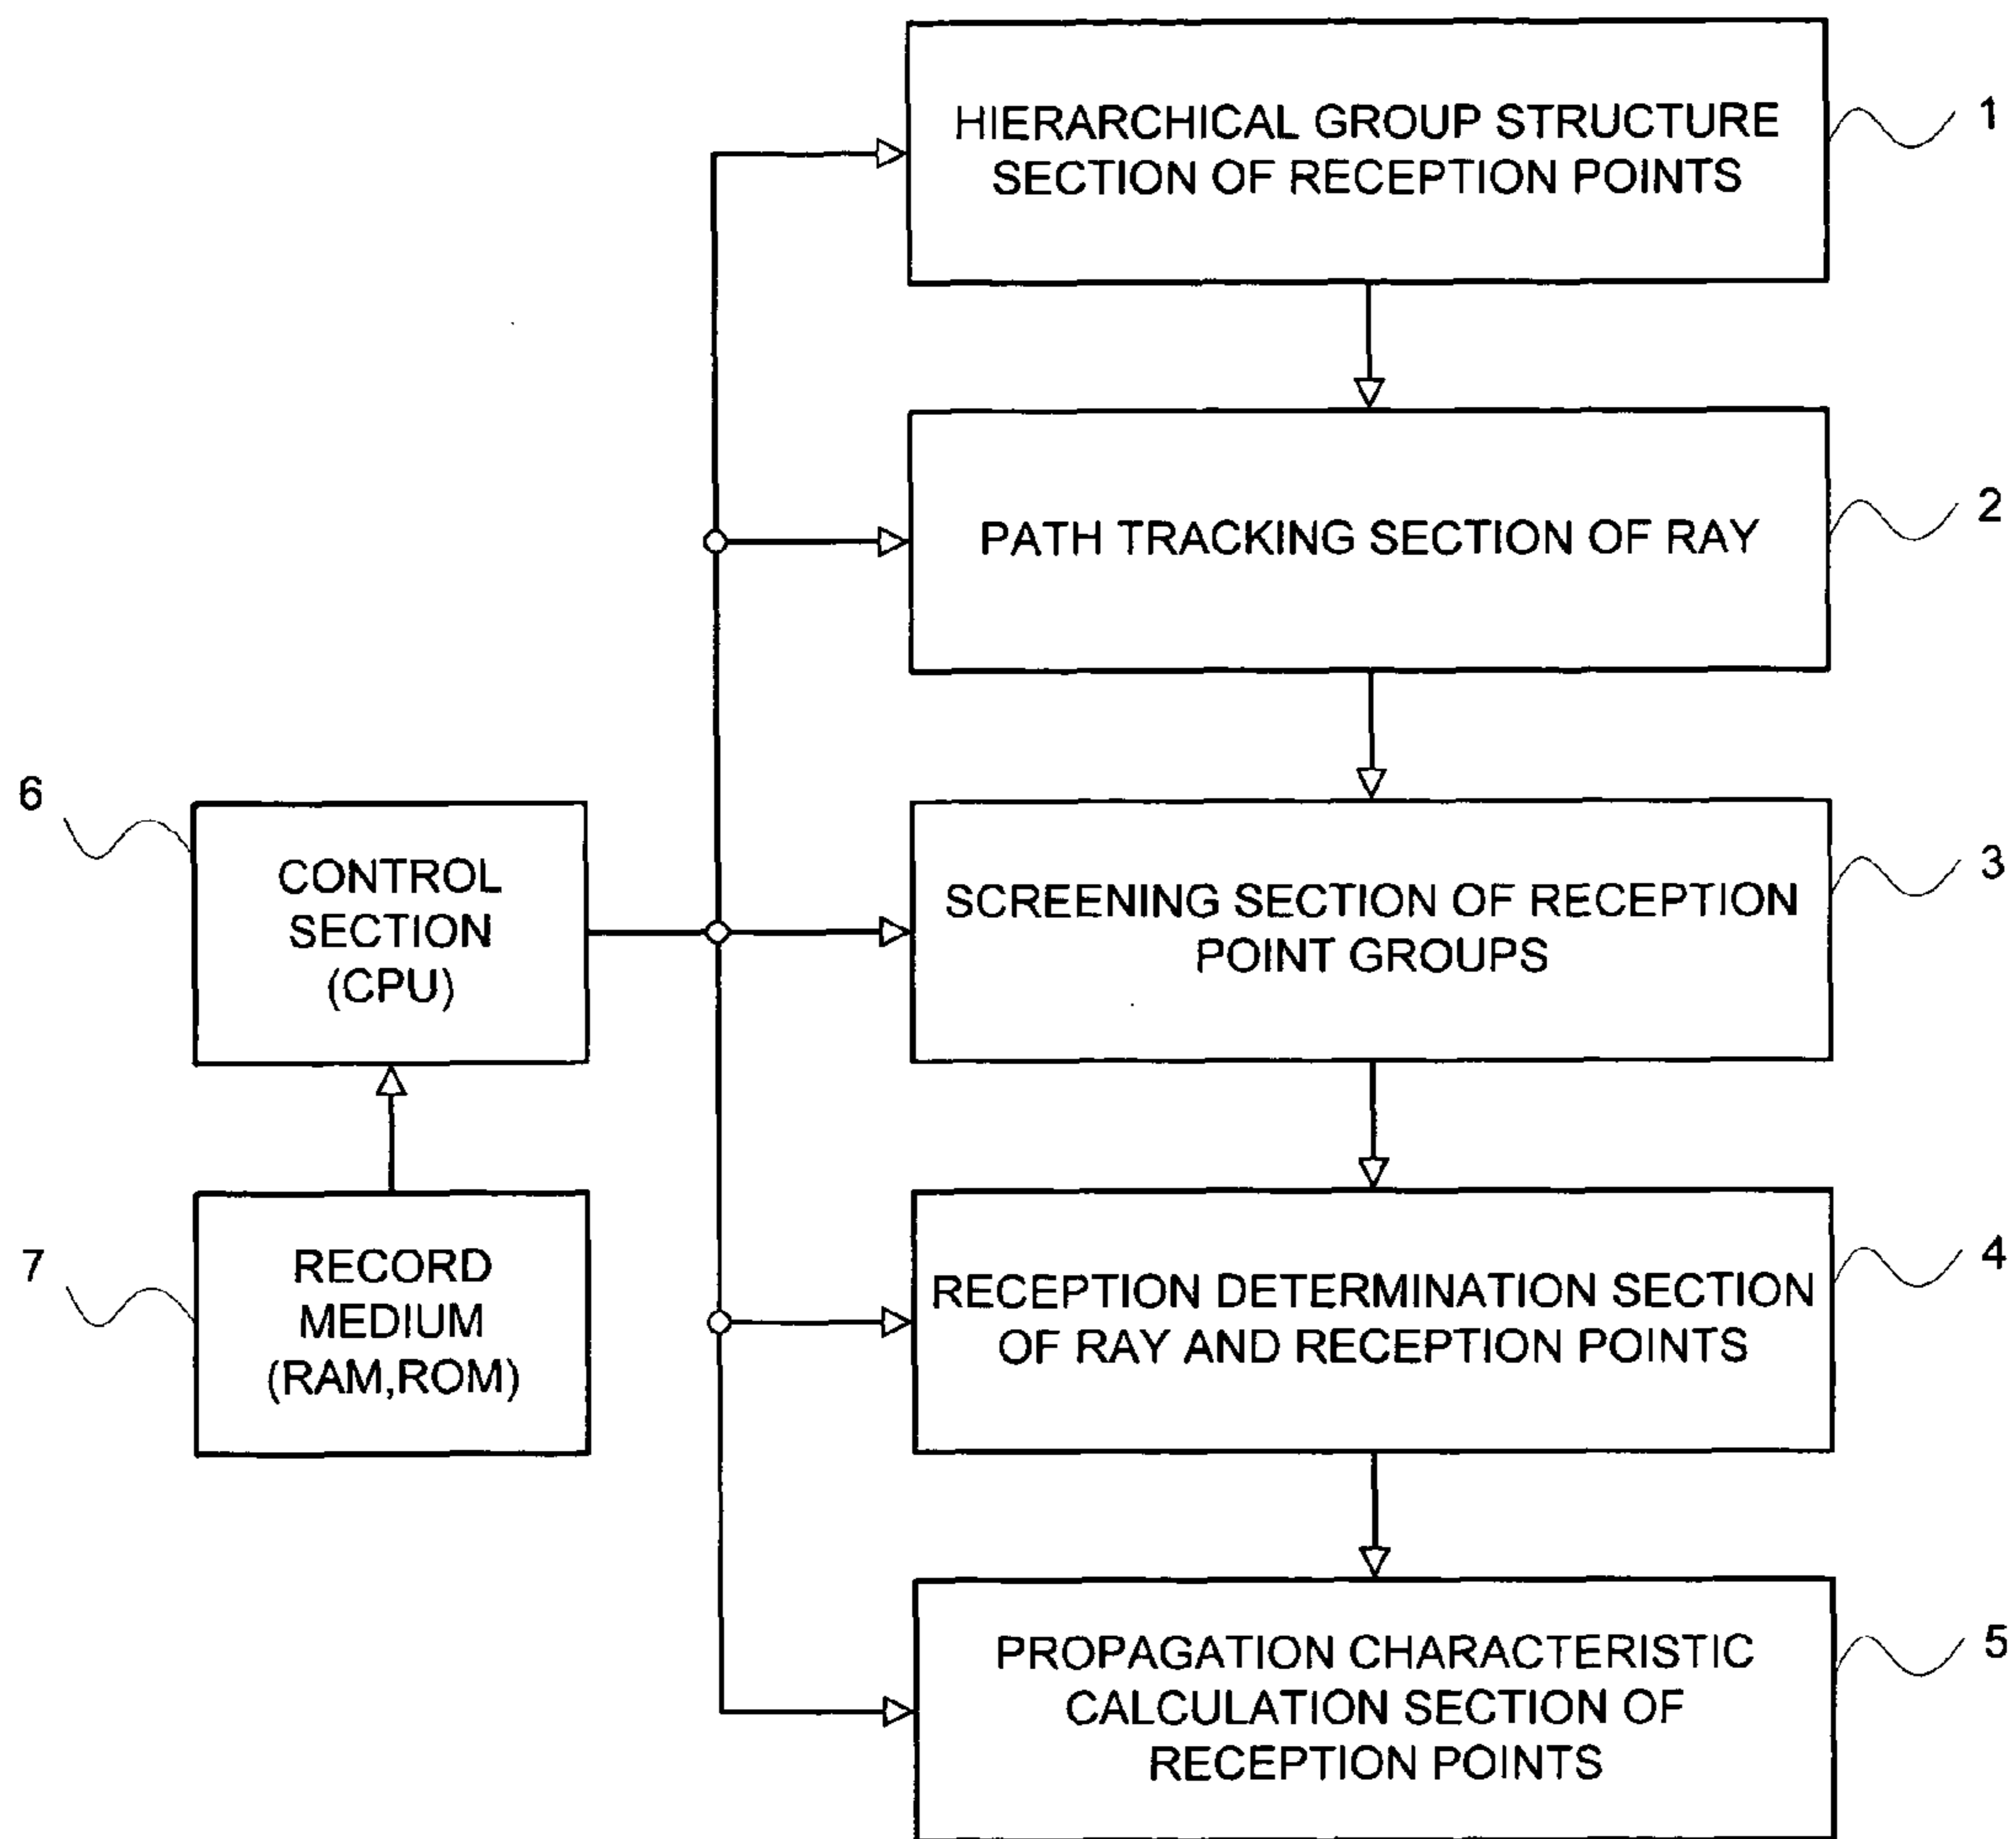 HIERARCHICAL GROUP STRUCTURE
SECTION OF RECEPTION POINTS
1
PATH TRACKING SECTION OF RAY
2
6
CONTROL
SECTION
(CPU)
SCREENING SECTION OF RECEPTION
POINT GROUPS
3
7
RECORD
MEDIUM
(RAM,ROM)
RECEPTION DETERMINATION SECTION
OF RAY AND RECEPTION POINTS
4
PROPAGATION CHARACTERISTIC
CALCULATION SECTION OF
RECEPTION POINTS
5